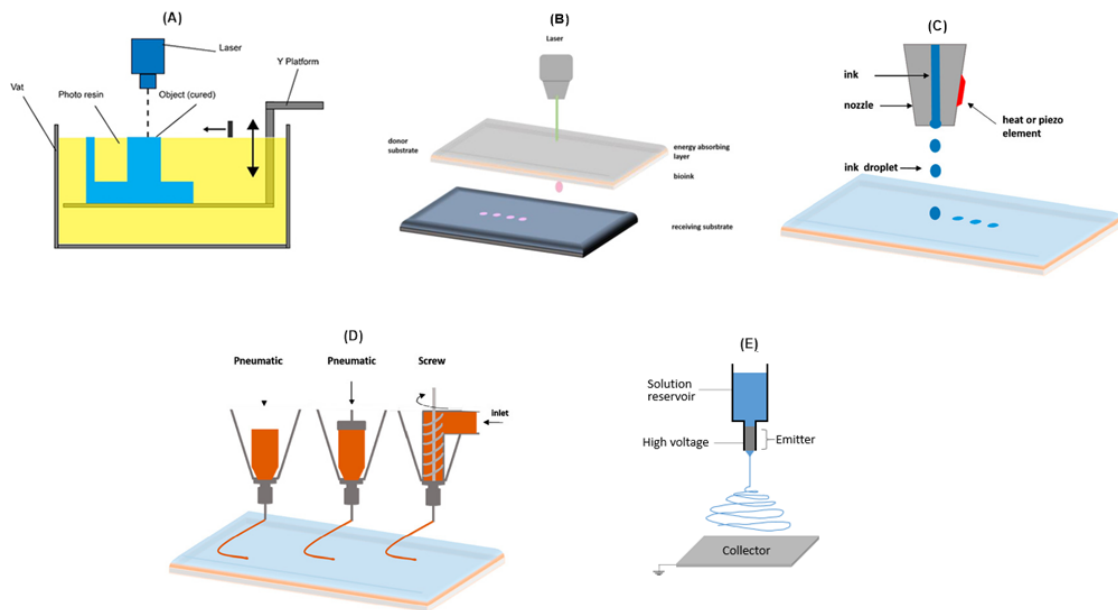 (A)
Laser
Y Platform
Vat
Photo resin
Object (cured)
(B)
Laser
donor
substrate
energy absorbing
layer
bioink
receiving substrate
(C)
ink
nozzle
heat or piezo
element
ink droplet
(D)
Pneumatic
Pneumatic
Screw
inlet
(E)
Solution
reservoir
High voltage
Emitter
Collector